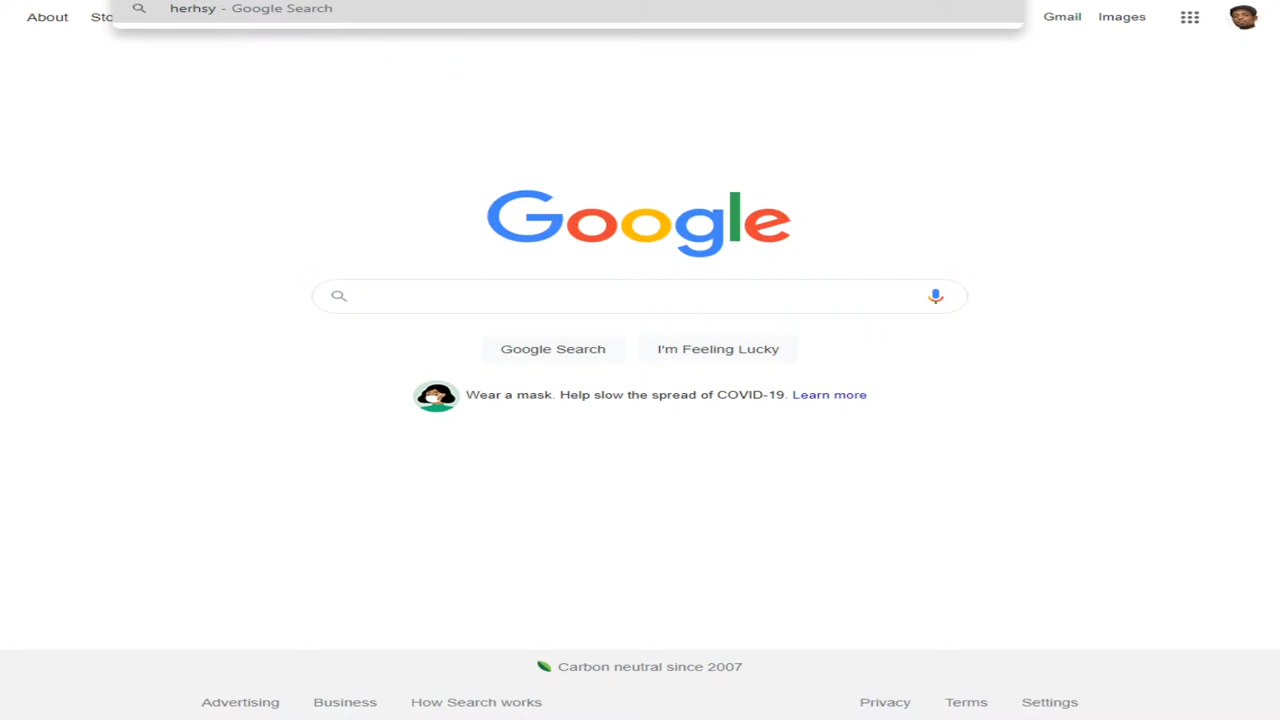 herhsy - Google Search
About Sto Gmail Images
Google
Google Search I'm Feeling Lucky
Wear a mask. Help slow the spread of COVID-19. Learn more
Carbon neutral since 2007
Advertising Business How Search works Privacy Terms Settings